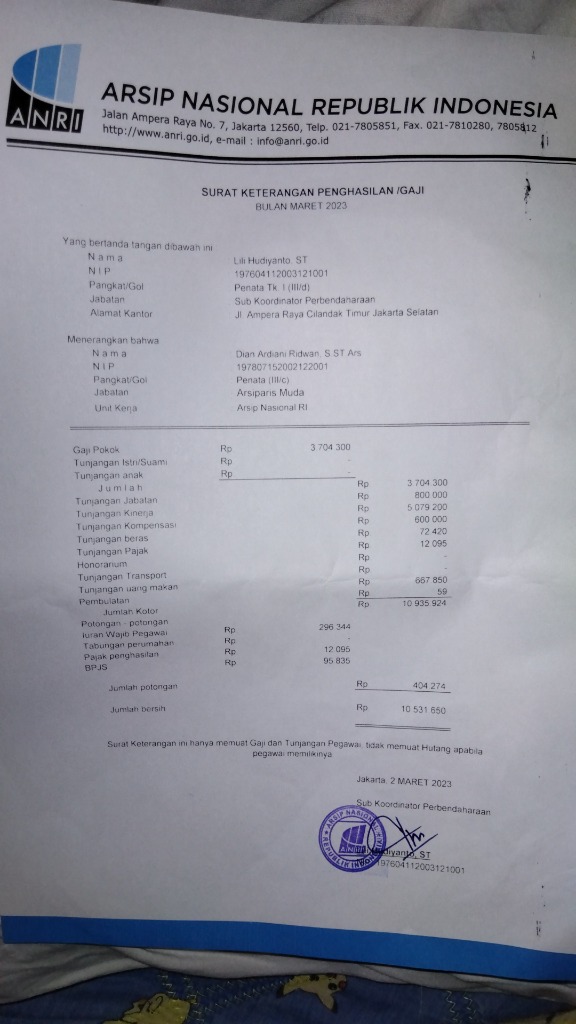 ANRI
ARSIP NASIONAL REPUBLIK INDONESIA
Jalan Ampera Raya No. 7, Jakarta 12560, Telp. 021-7805851, Fax. 021-7810280, 7805812
http://www.anri.go.id, e-mail : info@anri.go.id
SURAT KETERANGAN PENGHASILAN /GAJI
BULAN MARET 2023
Yang bertanda tangan dibawah ini
N a m a Lili Hudiyanto, ST
N I P 197604112003121001
Pangkat/Gol Penata Tk. I (III/d)
Jabatan Sub Koordinator Perbendaharaan
Alamat Kantor Jl. Ampera Raya Cilandak Timur Jakarta Selatan
Menerangkan bahwa
N a m a Dian Ardiani Ridwan, S.ST Ars
N I P 197807152002122001
Pangkat/Gol Penata (III/c)
Jabatan Arsiparis Muda
Unit Kerja Arsip Nasional RI
Gaji Pokok Rp 3 704 300
Tunjangan Istri/Suami Rp -
Tunjangan anak Rp -
J u m l a h Rp 3 704 300
Tunjangan Jabatan Rp 800 000
Tunjangan Kinerja Rp 5 079 200
Tunjangan Kompensasi Rp 600 000
Tunjangan beras Rp 72 420
Tunjangan Pajak Rp 12 095
Honorarium Rp -
Tunjangan Transport Rp -
Tunjangan uang makan Rp 667 850
Pembulatan Rp 59
Jumlah Kotor Rp 10 935 924
Potongan - potongan
Iuran Wajib Pegawai Rp 296 344
Tabungan perumahan Rp -
Pajak penghasilan Rp 12 095
BPJS Rp 95 835
Jumlah potongan Rp 404 274
Jumlah bersih Rp 10 531 650
Surat Keterangan ini hanya memuat Gaji dan Tunjangan Pegawai, tidak memuat Hutang apabila
pegawai memilikinya
Jakarta, 2 MARET 2023
Sub Koordinator Perbendaharaan
ARSIP NASIONAL
REPUBLIK INDONESIA
ANRI
ST
197604112003121001